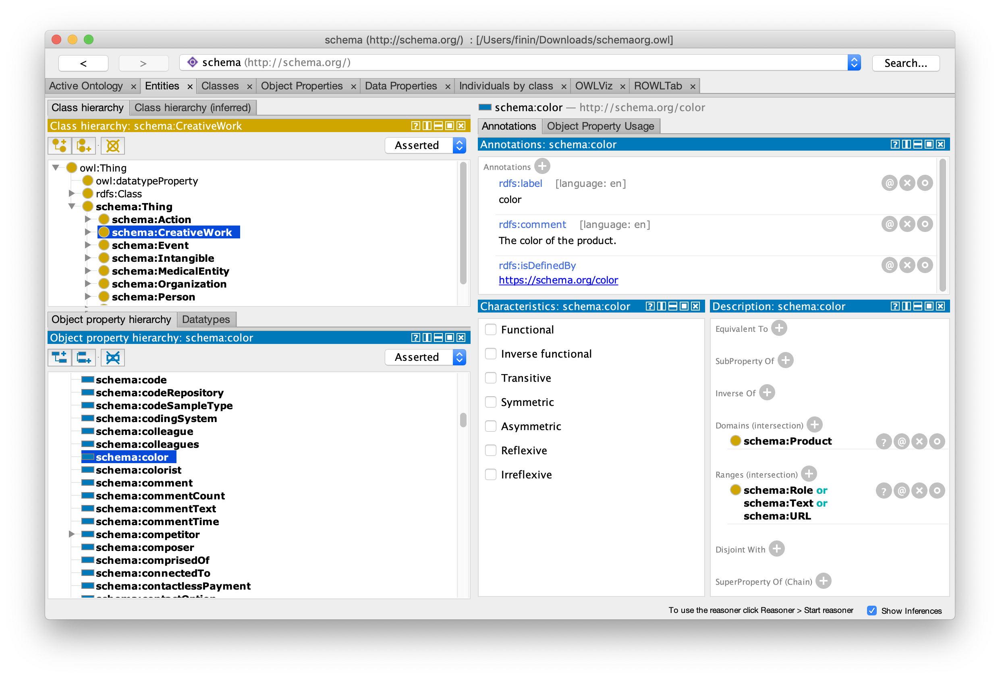 schema (http://schema.org/) : [/Users/finin/Downloads/schemaorg.owl]
< > schema (http://schema.org/) Search...
Active Ontology × Entities × Classes × Object Properties × Data Properties × Individuals by class × OWLViz × ROWLTab ×
Class hierarchy Class hierarchy (inferred)
Class hierarchy: schema:CreativeWork
Asserted
owl:Thing
owl:datatypeProperty
rdfs:Class
schema:Thing
schema:Action
schema:CreativeWork
schema:Event
schema:Intangible
schema:MedicalEntity
schema:Organization
schema:Person
Object property hierarchy Datatypes
Object property hierarchy: schema:color
Asserted
schema:code
schema:codeRepository
schema:codeSampleType
schema:codingSystem
schema:colleague
schema:colleagues
schema:color
schema:colorist
schema:comment
schema:commentCount
schema:commentText
schema:commentTime
schema:competitor
schema:composer
schema:comprisedOf
schema:connectedTo
schema:contactlessPayment
schema:color — http://schema.org/color
Annotations Object Property Usage
Annotations: schema:color
Annotations
rdfs:label [language: en]
color
rdfs:comment [language: en]
The color of the product.
rdfs:isDefinedBy
https://schema.org/color
Characteristics: schema:color
Functional
Inverse functional
Transitive
Symmetric
Asymmetric
Reflexive
Irreflexive
Description: schema:color
Equivalent To
SubProperty Of
Inverse Of
Domains (intersection)
schema:Product
Ranges (intersection)
schema:Role or
schema:Text or
schema:URL
Disjoint With
SuperProperty Of (Chain)
To use the reasoner click Reasoner > Start reasoner Show Inferences